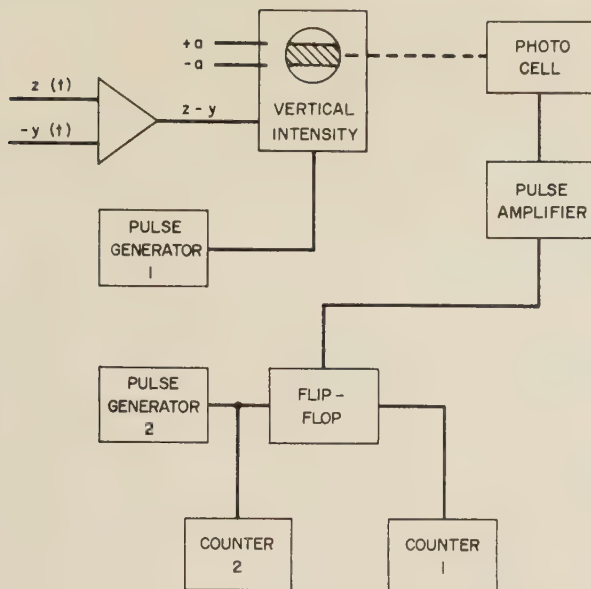 +a
-a
VERTICAL
INTENSITY
PHOTO
CELL
z (t)
-y (t)
z-y
PULSE
AMPLIFIER
PULSE
GENERATOR
1
PULSE
GENERATOR
2
FLIP-
FLOP
COUNTER
2
COUNTER
1